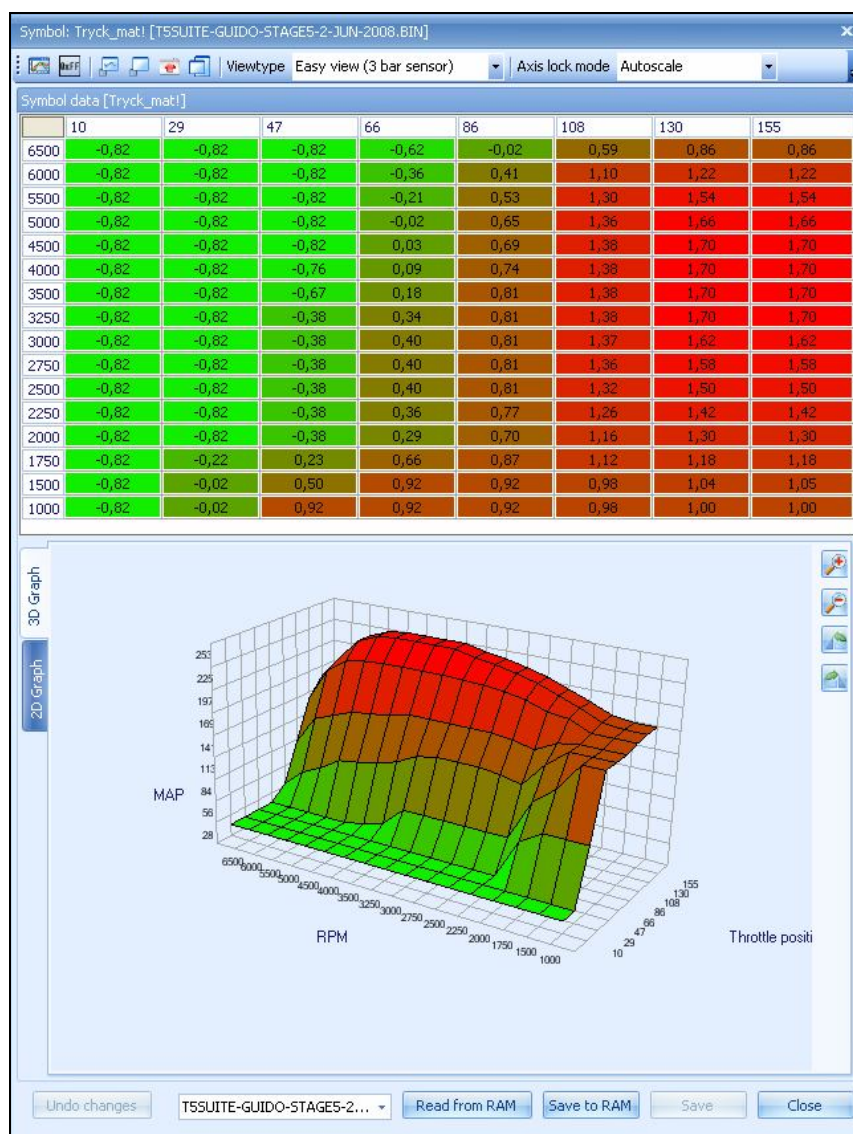 Symbol: Tryck_mat! [T5SUITE-GUIDO-STAGE5-2-JUN-2008.BIN]
0xFF Viewtype Easy view (3 bar sensor) Axis lock mode Autoscale
Symbol data [Tryck_mat!]
10 29 47 66 86 108 130 155
6500 -0,82 -0,82 -0,82 -0,62 -0,02 0,59 0,86 0,86
6000 -0,82 -0,82 -0,82 -0,36 0,41 1,10 1,22 1,22
5500 -0,82 -0,82 -0,82 -0,21 0,53 1,30 1,54 1,54
5000 -0,82 -0,82 -0,82 -0,02 0,65 1,36 1,66 1,66
4500 -0,82 -0,82 -0,82 0,03 0,69 1,38 1,70 1,70
4000 -0,82 -0,82 -0,76 0,09 0,74 1,38 1,70 1,70
3500 -0,82 -0,82 -0,67 0,18 0,81 1,38 1,70 1,70
3250 -0,82 -0,82 -0,38 0,34 0,81 1,38 1,70 1,70
3000 -0,82 -0,82 -0,38 0,40 0,81 1,37 1,62 1,62
2750 -0,82 -0,82 -0,38 0,40 0,81 1,36 1,58 1,58
2500 -0,82 -0,82 -0,38 0,40 0,81 1,32 1,50 1,50
2250 -0,82 -0,82 -0,38 0,36 0,77 1,26 1,42 1,42
2000 -0,82 -0,82 -0,38 0,29 0,70 1,16 1,30 1,30
1750 -0,82 -0,22 0,23 0,66 0,87 1,12 1,18 1,18
1500 -0,82 -0,02 0,50 0,92 0,92 0,98 1,04 1,05
1000 -0,82 -0,02 0,92 0,92 0,92 0,98 1,00 1,00
3D Graph
2D Graph
253
225
197
169
141
113
84
56
28
MAP
6500 6000 5500 5000 4500 4000 3500 3250 3000 2750 2500 2250 2000 1750 1500 1000
RPM
10 29 47 66 86 108 130 155
Throttle positi
Undo changes T5SUITE-GUIDO-STAGE5-2... Read from RAM Save to RAM Save Close